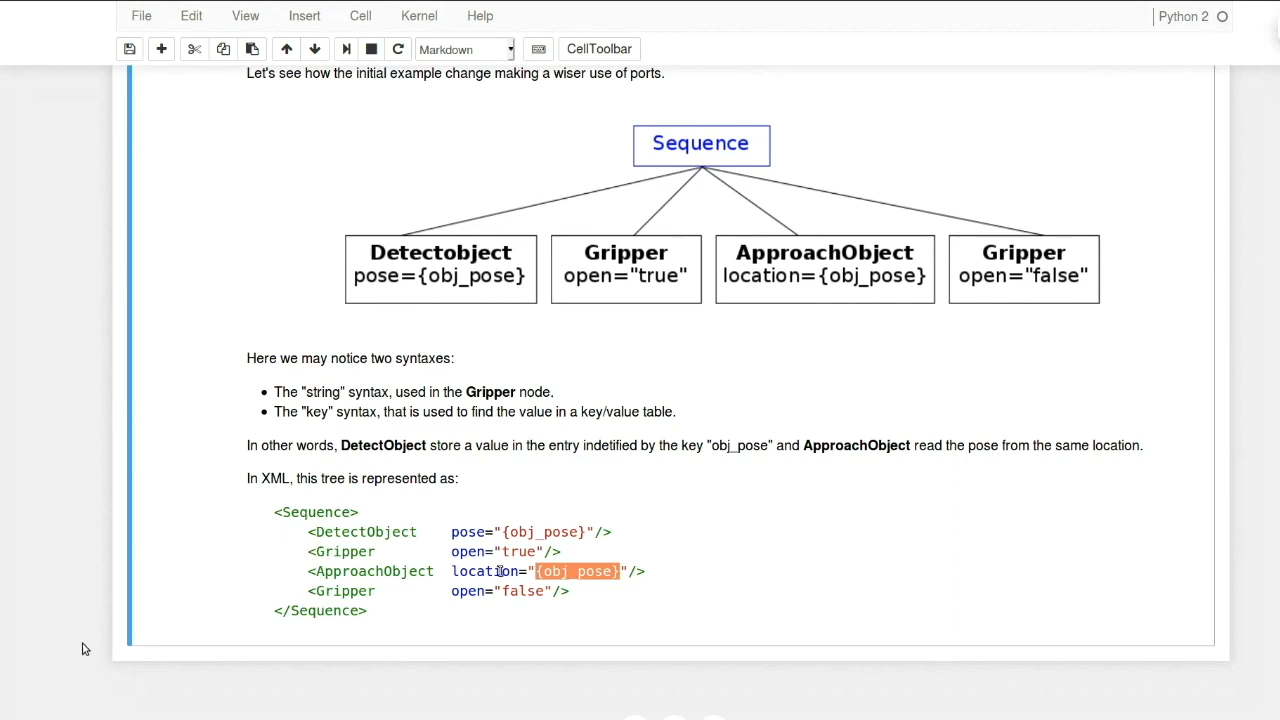 File Edit View Insert Cell Kernel Help Python 2
Markdown CellToolbar
Let's see how the initial example change making a wiser use of ports.
Sequence
Detectobject Gripper ApproachObject Gripper
pose={obj_pose} open="true" location={obj_pose} open="false"
Here we may notice two syntaxes:
The "string" syntax, used in the Gripper node.
The "key" syntax, that is used to find the value in a key/value table.
In other words, DetectObject store a value in the entry indetified by the key "obj_pose" and ApproachObject read the pose from the same location.
In XML, this tree is represented as:
<Sequence>
<DetectObject pose="{obj_pose}"/>
<Gripper open="true"/>
<ApproachObject location="{obj_pose}"/>
<Gripper open="false"/>
</Sequence>